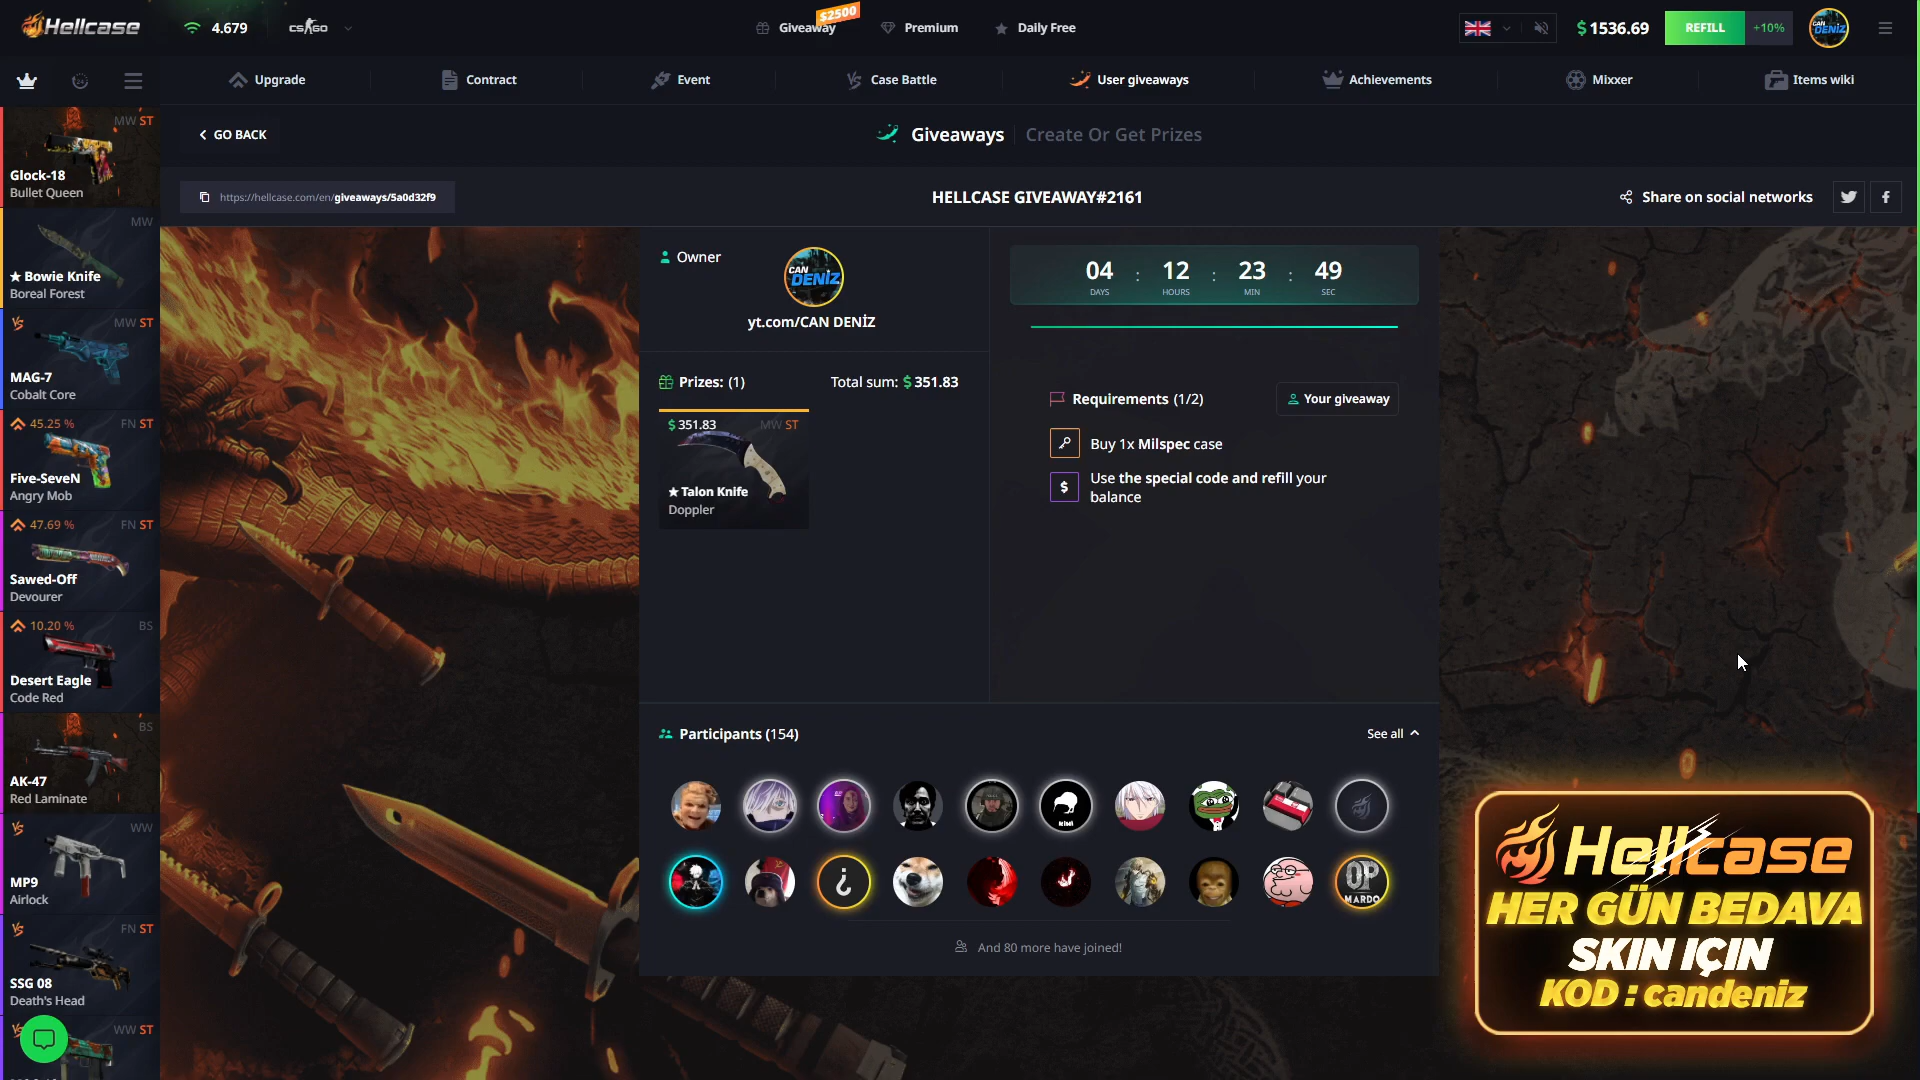 Hellcase
4.679
CS:GO
Giveaway
$2500
Premium
Daily Free
$ 1536.69
REFILL
+10%
CAN DENİZ
Upgrade
Contract
Event
Case Battle
User giveaways
Achievements
Mixxer
Items wiki
GO BACK
Giveaways
Create Or Get Prizes
https://hellcase.com/en/giveaways/5a0d32f9
HELLCASE GIVEAWAY#2161
Share on social networks
MW ST
Glock-18
Bullet Queen
MW
★ Bowie Knife
Boreal Forest
MW ST
MAG-7
Cobalt Core
45.25 %
FN ST
Five-SeveN
Angry Mob
47.69 %
FN ST
Sawed-Off
Devourer
10.20 %
BS
Desert Eagle
Code Red
BS
AK-47
Red Laminate
WW
MP9
Airlock
FN ST
SSG 08
Death's Head
WW ST
Owner
CAN
DENİZ
yt.com/CAN DENİZ
04 : 12 : 23 : 49
DAYS HOURS MIN SEC
Prizes: (1)
Total sum: $ 351.83
$ 351.83
MW ST
★ Talon Knife
Doppler
Requirements (1/2)
Your giveaway
Buy 1x Milspec case
Use the special code and refill your
balance
Participants (154)
See all
OP
MARDO
And 80 more have joined!
Hellcase
HER GÜN BEDAVA
SKIN IÇIN
KOD : candeniz